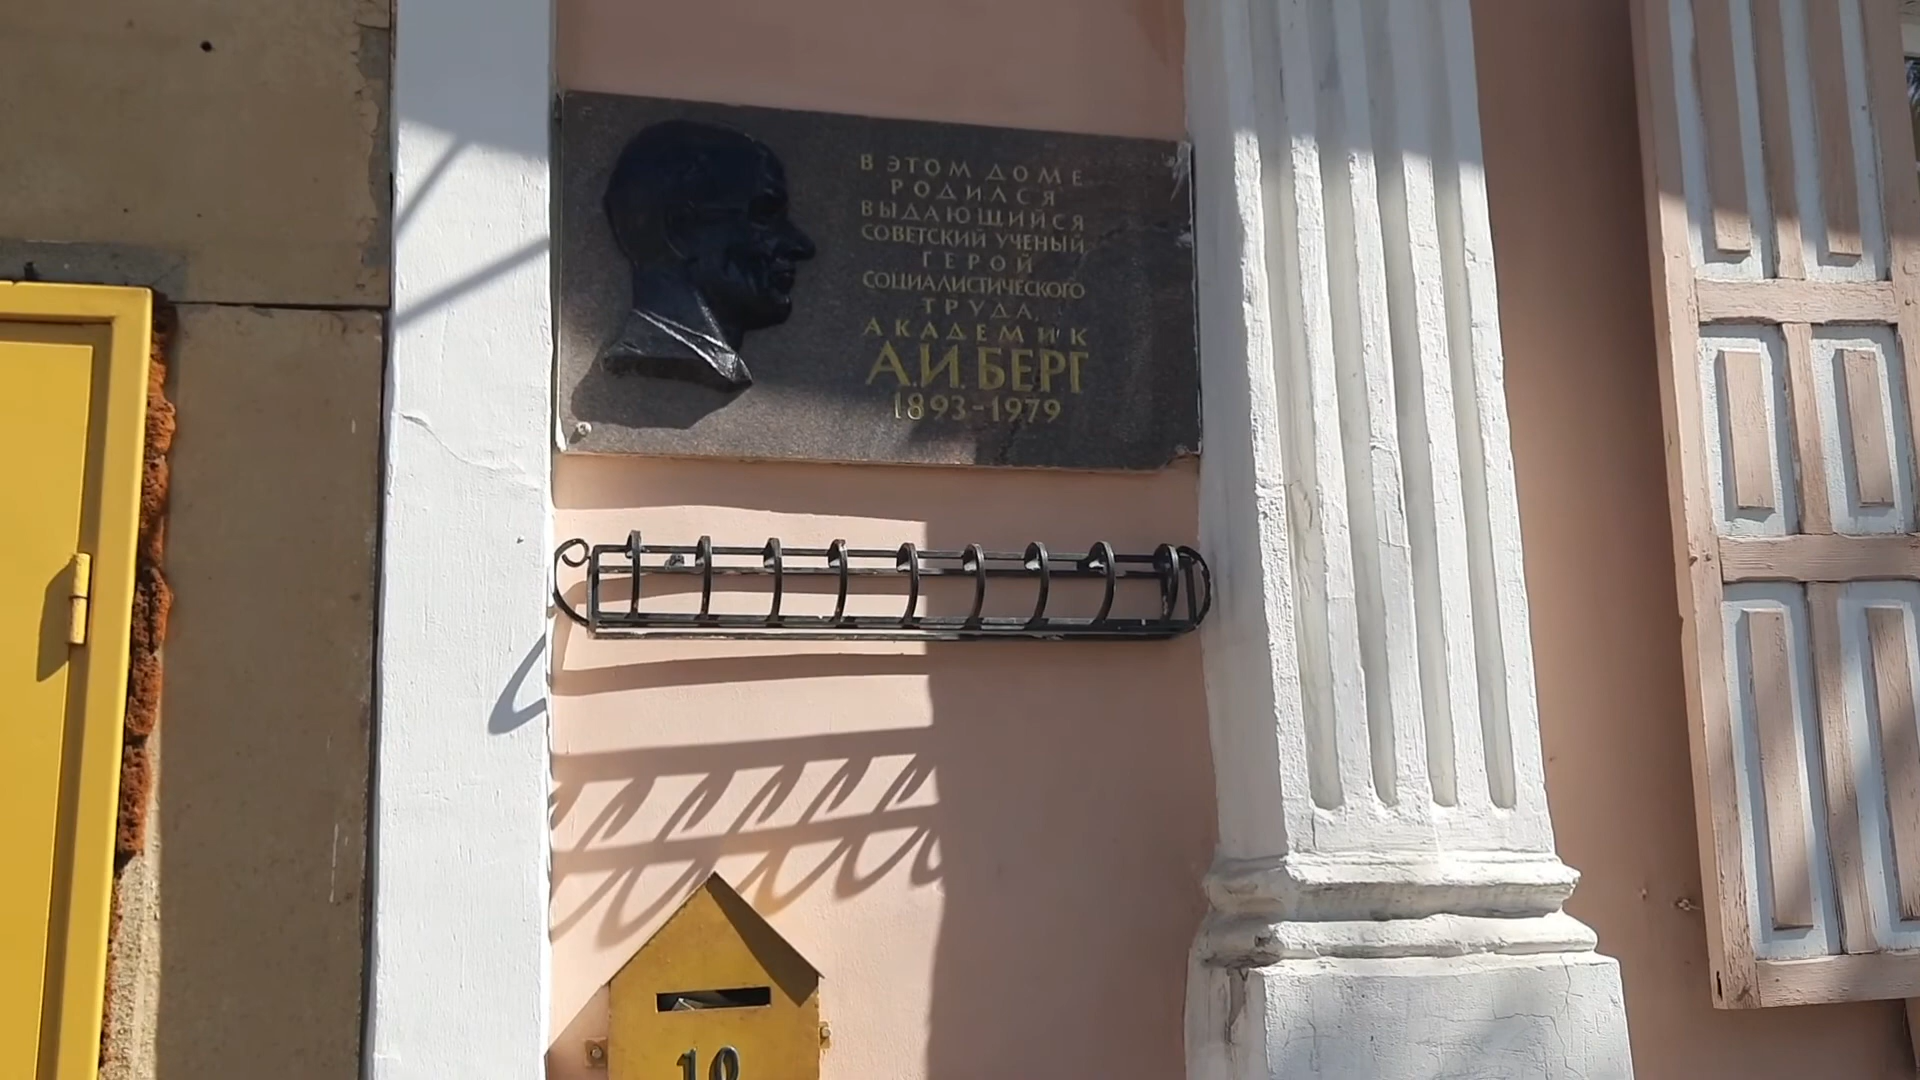 В ЭТОМ ДОМЕ
РОДИЛСЯ
ВЫДАЮЩИЙСЯ
СОВЕТСКИЙ УЧЕНЫЙ
ГЕРОЙ
СОЦИАЛИСТИЧЕСКОГО
ТРУДА,
АКАДЕМИК
А.И.БЕРГ
1893-1979